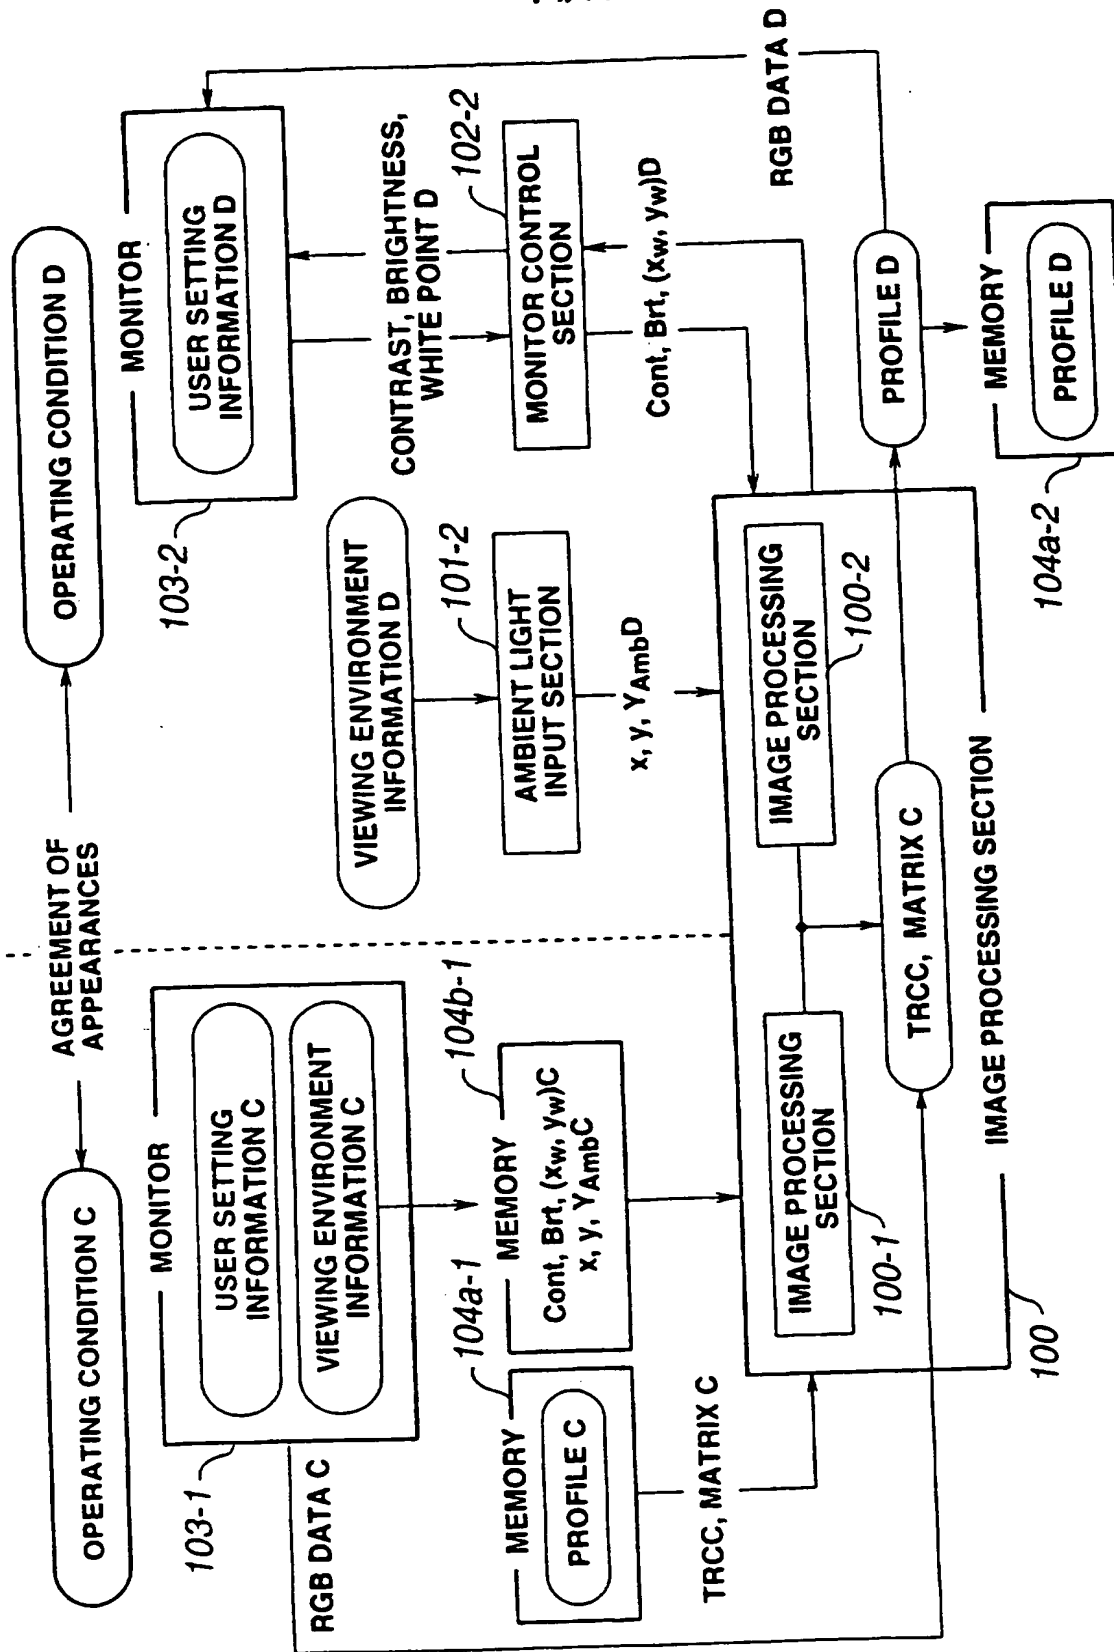 OPERATING CONDITION C
AGREEMENT OF
APPEARANCES
OPERATING CONDITION D
103-1
MONITOR
USER SETTING
INFORMATION C
VIEWING ENVIRONMENT
INFORMATION C
RGB DATA C
104a-1
MEMORY
PROFILE C
TRCC, MATRIX C
104b-1
MEMORY
Cont, Brt, (xw, yw)C
x, y, YAmbC
103-2
MONITOR
USER SETTING
INFORMATION D
VIEWING ENVIRONMENT
INFORMATION D
101-2
AMBIENT LIGHT
INPUT SECTION
x, y, YAmbD
CONTRAST, BRIGHTNESS,
WHITE POINT D
102-2
MONITOR CONTROL
SECTION
Cont, Brt, (xw, yw)D
RGB DATA D
IMAGE PROCESSING
SECTION
100-1
IMAGE PROCESSING
SECTION
100-2
TRCC, MATRIX C
100
IMAGE PROCESSING SECTION
PROFILE D
MEMORY
PROFILE D
104a-2